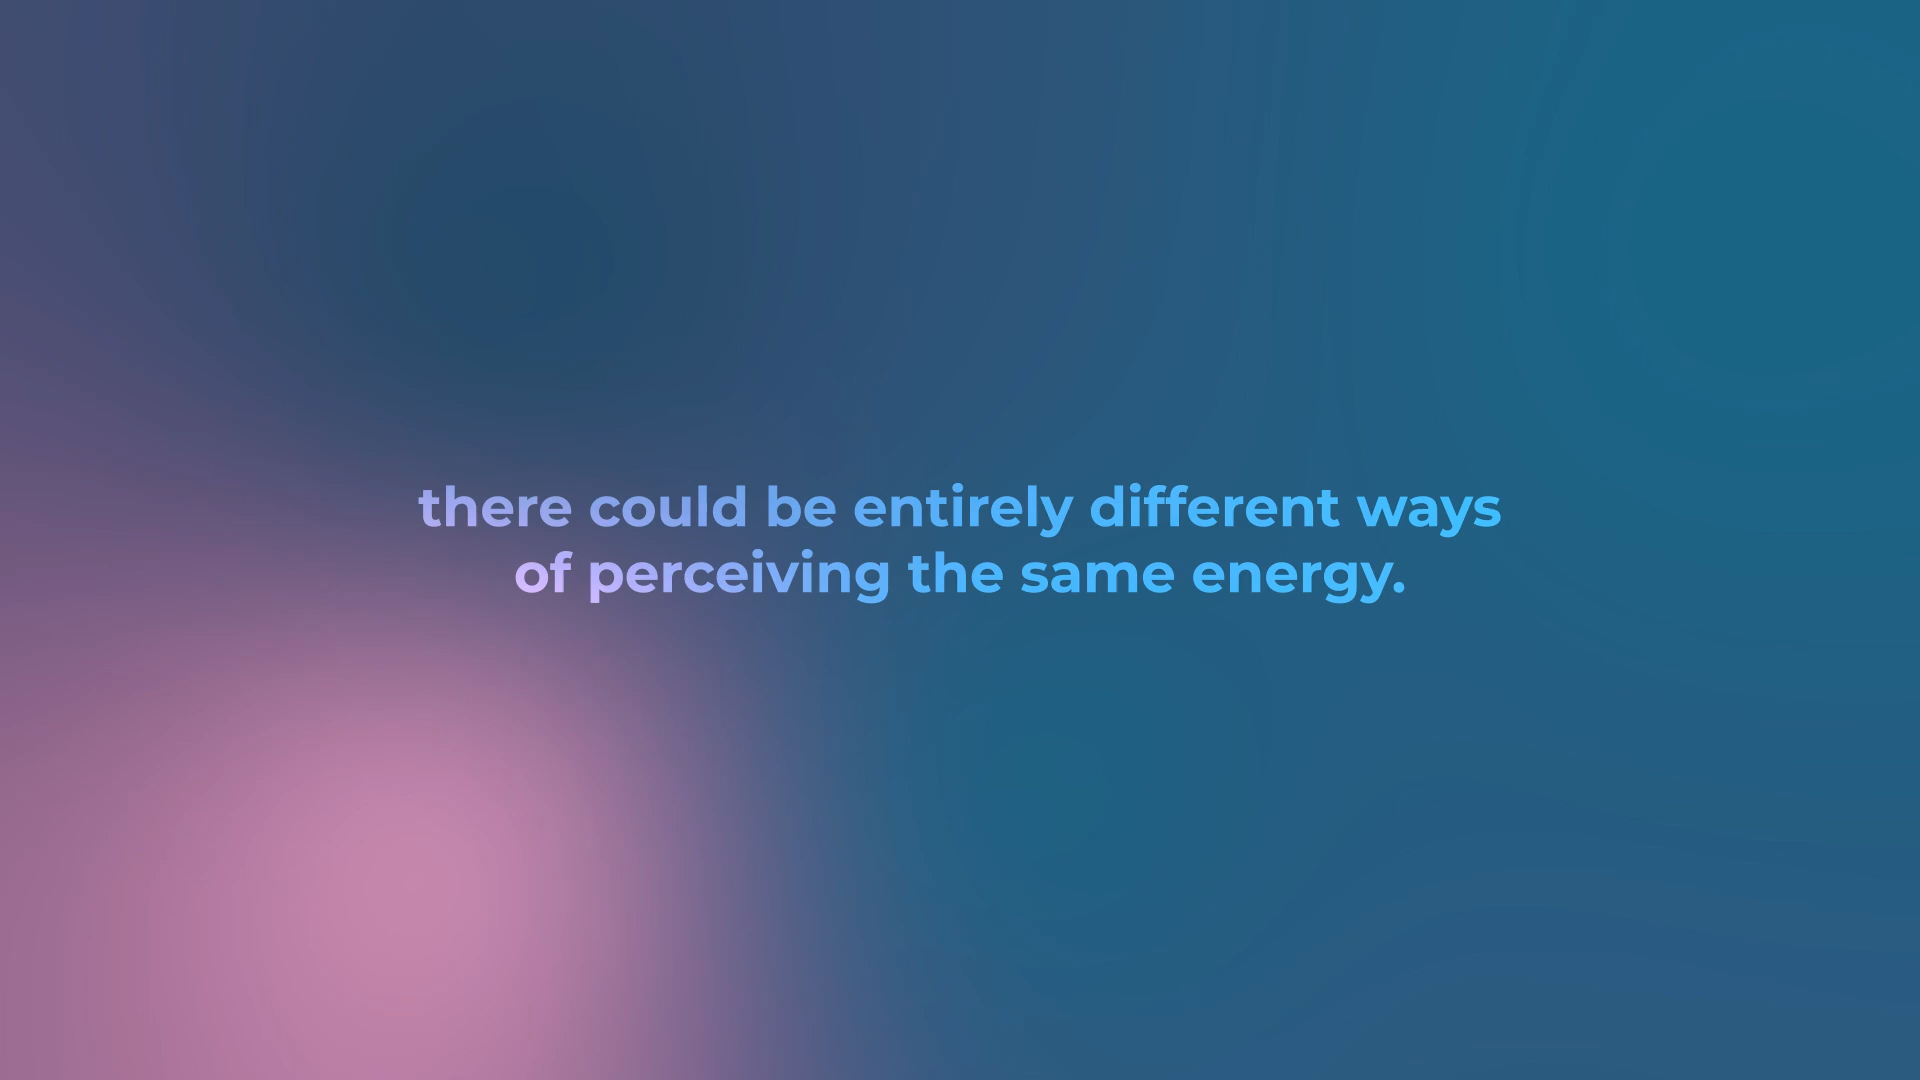 there could be entirely different ways
of perceiving the same energy.